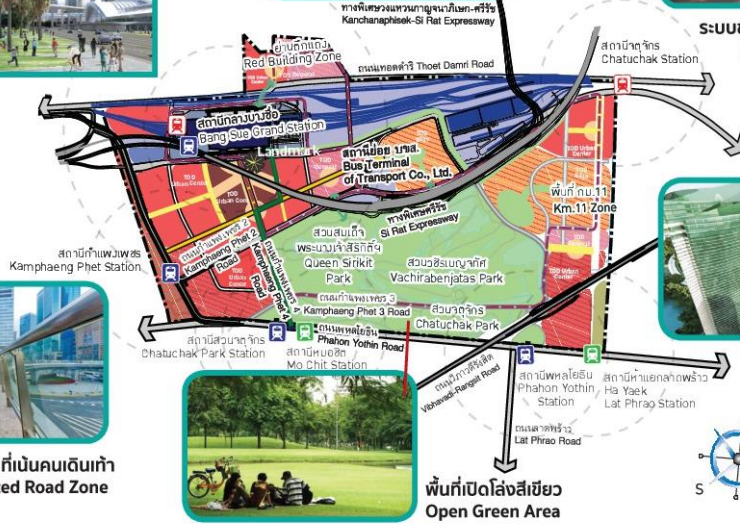 ทางพิเศษวงแหวนกาญจนาภิเษก-ศรีรัช
Kanchanaphisek-Si Rat Expressway
ย่านตึกแดง
Red Building Zone
ถนนเทอดดำริ Thoet Damri Road
สถานีจตุจักร
Chatuchak Station
สถานีกลางบางซื่อ
Bang Sue Grand Station
Landmark
สถานีย่อย บขส.
Bus Terminal
of Transport Co., Ltd.
พื้นที่ กม.11
Km.11 Zone
ทางพิเศษศรีรัช
Si Rat Expressway
ถนนกำแพงเพชร 2
Kamphaeng Phet 2
Road
ถนนกำแพงเพชร 4
Kamphaeng Phet 4
Road
สวนสมเด็จ
พระนางเจ้าสิริกิติ์ฯ
Queen Sirikit
Park
สวนวชิรเบญจทัศ
Vachirabenjatas Park
สถานีกำแพงเพชร
Kamphaeng Phet Station
ถนนกำแพงเพชร 3
Kamphaeng Phet 3 Road
สวนจตุจักร
Chatuchak Park
TOD Urban
Center
สถานีสวนจตุจักร
Chatuchak Park Station
สถานีหมอชิต
Mo Chit Station
ถนนพหลโยธิน
Phahon Yothin Road
ถนนวิภาวดีรังสิต
Vibhavadi-Rangsit Road
สถานีพหลโยธิน
Phahon Yothin
Station
สถานีห้าแยกลาดพร้าว
Ha Yaek
Lat Phrao Station
ถนนลาดพร้าว
Lat Phrao Road
ที่เน้นคนเดินเท้า
Road Zone
พื้นที่เปิดโล่งสีเขียว
Open Green Area
S